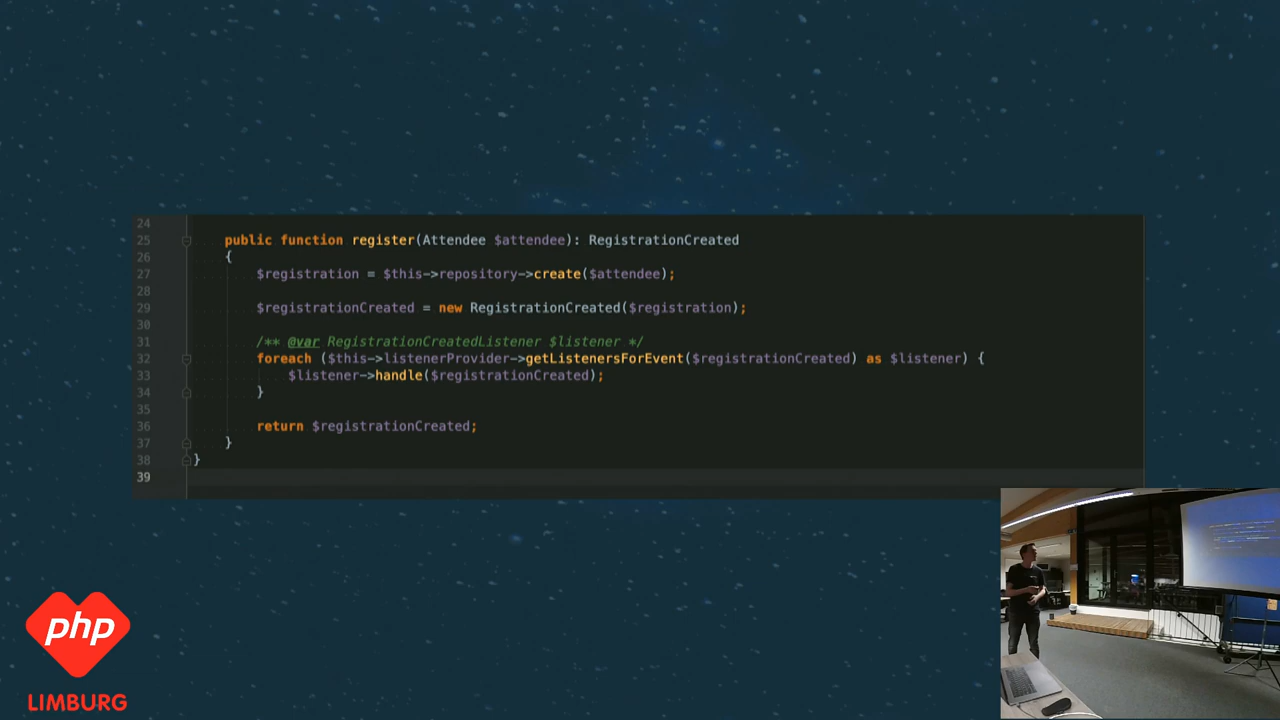 24
25 public function register(Attendee $attendee): RegistrationCreated
26 {
27 $registration = $this->repository->create($attendee);
28
29 $registrationCreated = new RegistrationCreated($registration);
30
31 /** @var RegistrationCreatedListener $listener */
32 foreach ($this->listenerProvider->getListenersForEvent($registrationCreated) as $listener) {
33 $listener->handle($registrationCreated);
34 }
35
36 return $registrationCreated;
37 }
38 }
39
php
LIMBURG